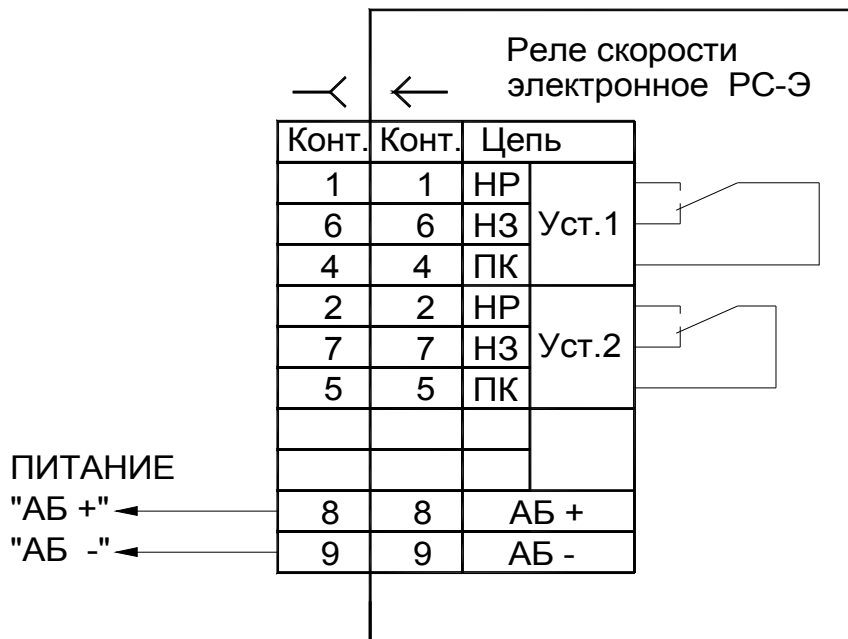 Реле скорости
электронное РС-Э
Конт. Конт. Цепь
1 1 НР
6 6 НЗ Уст.1
4 4 ПК
2 2 НР
7 7 НЗ Уст.2
5 5 ПК
ПИТАНИЕ
"АБ +" 8 8 АБ +
"АБ -" 9 9 АБ -